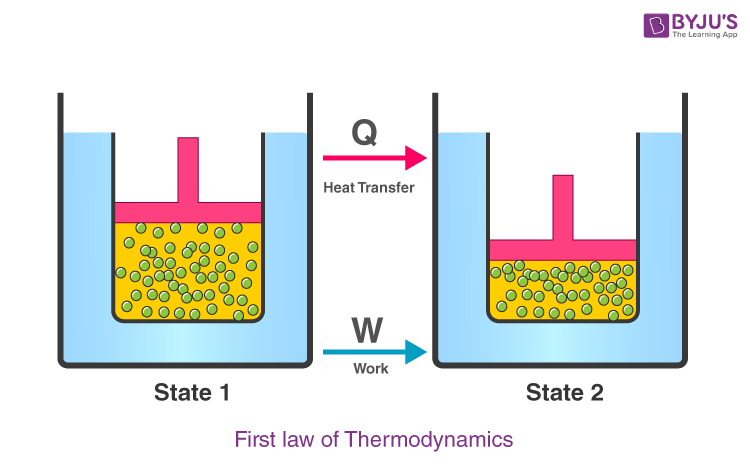 BYJU'S
The Learning App
Q
Heat Transfer
W
Work
State 1
State 2
First law of Thermodynamics